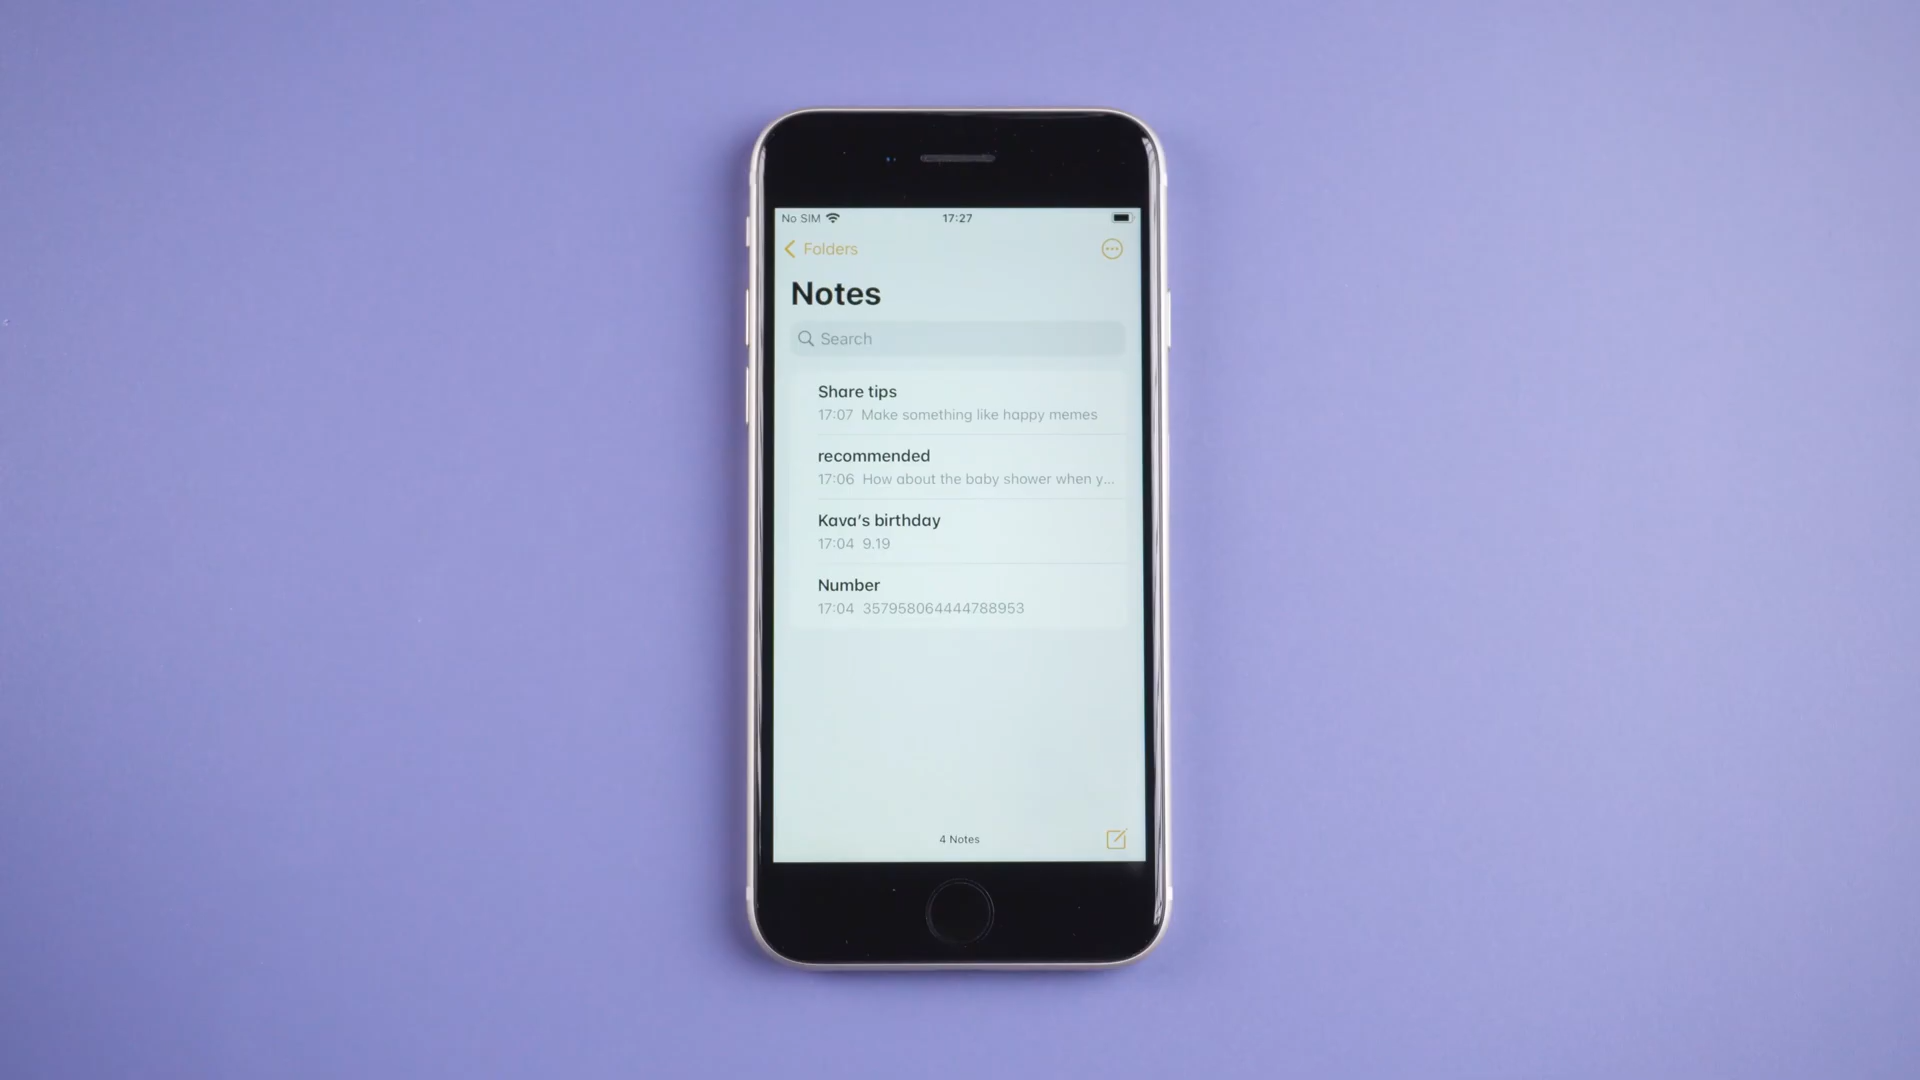 No SIM 17:27
Folders
Notes
Search
Share tips
17:07 Make something like happy memes
recommended
17:06 How about the baby shower when y...
Kava's birthday
17:04 9.19
Number
17:04 357958064444788953
4 Notes